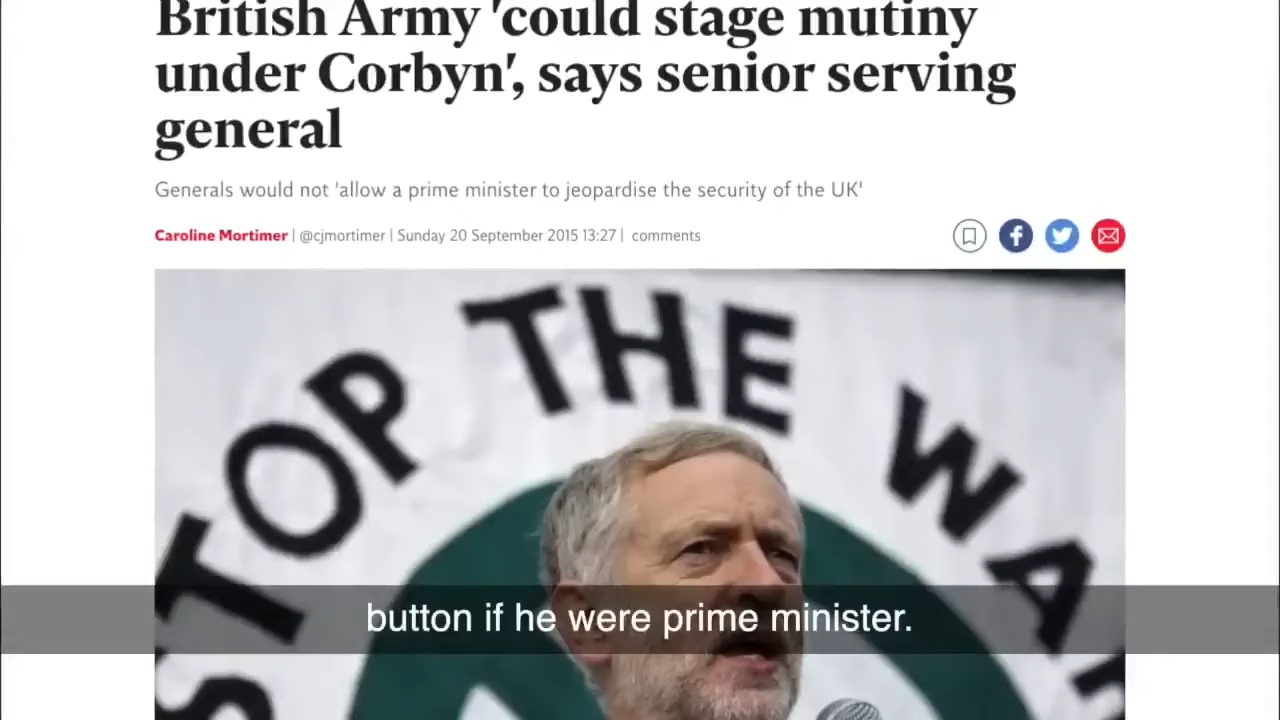 British Army 'could stage mutiny
under Corbyn', says senior serving
general
Generals would not 'allow a prime minister to jeopardise the security of the UK'
Caroline Mortimer | @cjmortimer | Sunday 20 September 2015 13:27 | comments
STOP THE WAR
button if he were prime minister.